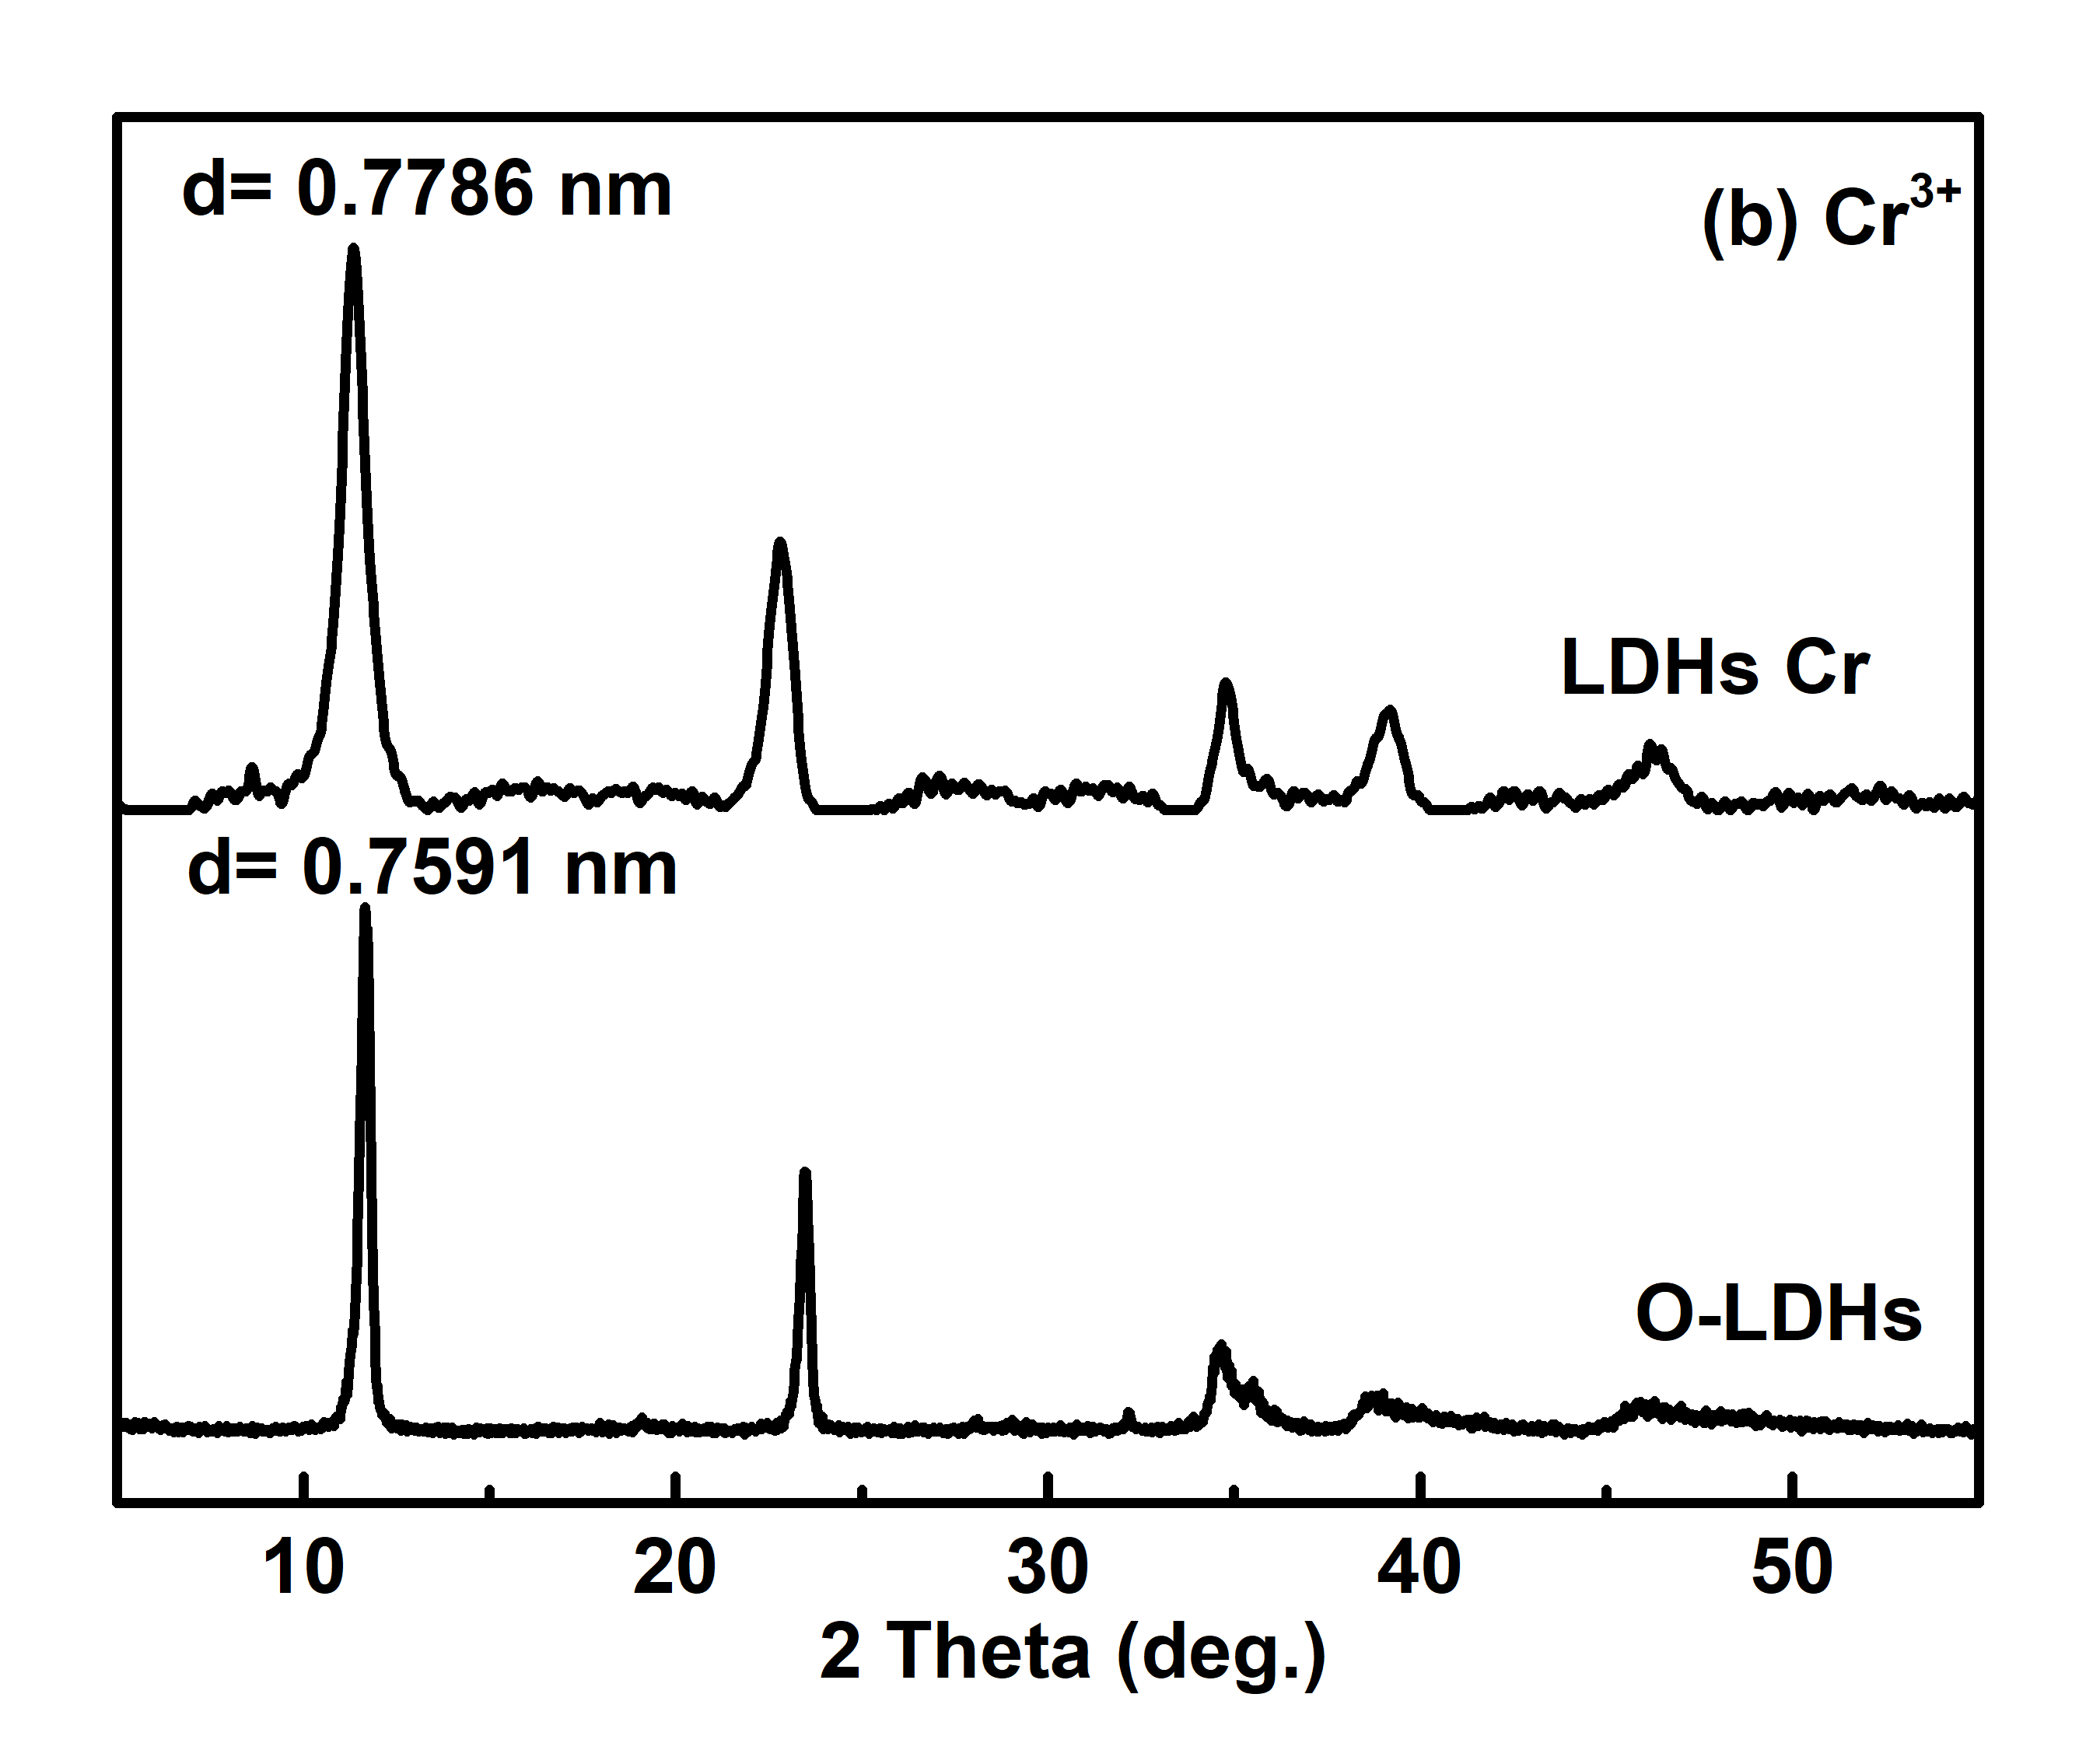 d= 0.7786 nm
(b) Cr³⁺
LDHs Cr
d= 0.7591 nm
O-LDHs
10 20 30 40 50
2 Theta (deg.)